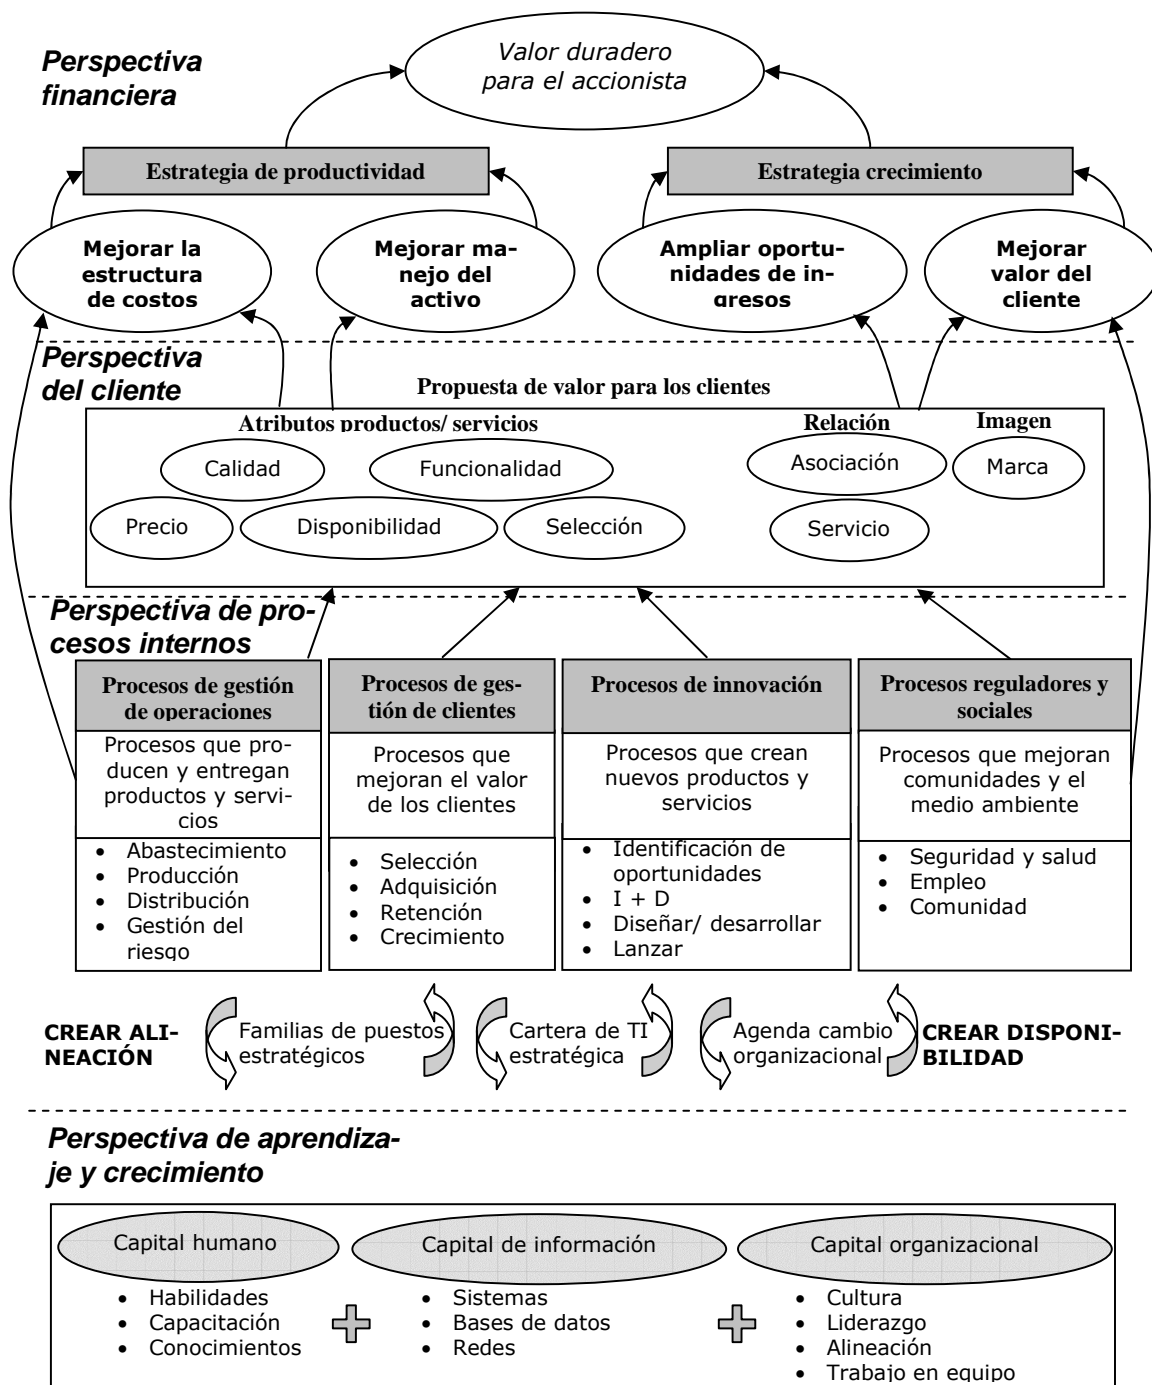 Perspectiva
financiera
Valor duradero
para el accionista
Estrategia de productividad
Estrategia crecimiento
Mejorar la
estructura
de costos
Mejorar ma-
nejo del
activo
Ampliar oportu-
nidades de in-
gresos
Mejorar
valor del
cliente
Perspectiva
del cliente
Propuesta de valor para los clientes
Atributos productos/ servicios
Relación
Imagen
Calidad
Funcionalidad
Asociación
Marca
Precio
Disponibilidad
Selección
Servicio
Perspectiva de pro-
cesos internos
Procesos de gestión
de operaciones
Procesos que pro-
ducen y entregan
productos y servi-
cios
• Abastecimiento
• Producción
• Distribución
• Gestión del
riesgo
Procesos de ges-
tión de clientes
Procesos que
mejoran el valor
de los clientes
• Selección
• Adquisición
• Retención
• Crecimiento
Procesos de innovación
Procesos que crean
nuevos productos y
servicios
• Identificación de
oportunidades
• I + D
• Diseñar/ desarrollar
• Lanzar
Procesos reguladores y
sociales
Procesos que mejoran
comunidades y el
medio ambiente
• Seguridad y salud
• Empleo
• Comunidad
CREAR ALI-
NEACIÓN
Familias de puestos
estratégicos
Cartera de TI
estratégica
Agenda cambio
organizacional
CREAR DISPONI-
BILIDAD
Perspectiva de aprendiza-
je y crecimiento
Capital humano
• Habilidades
• Capacitación
• Conocimientos
Capital de información
• Sistemas
• Bases de datos
• Redes
Capital organizacional
• Cultura
• Liderazgo
• Alineación
• Trabajo en equipo